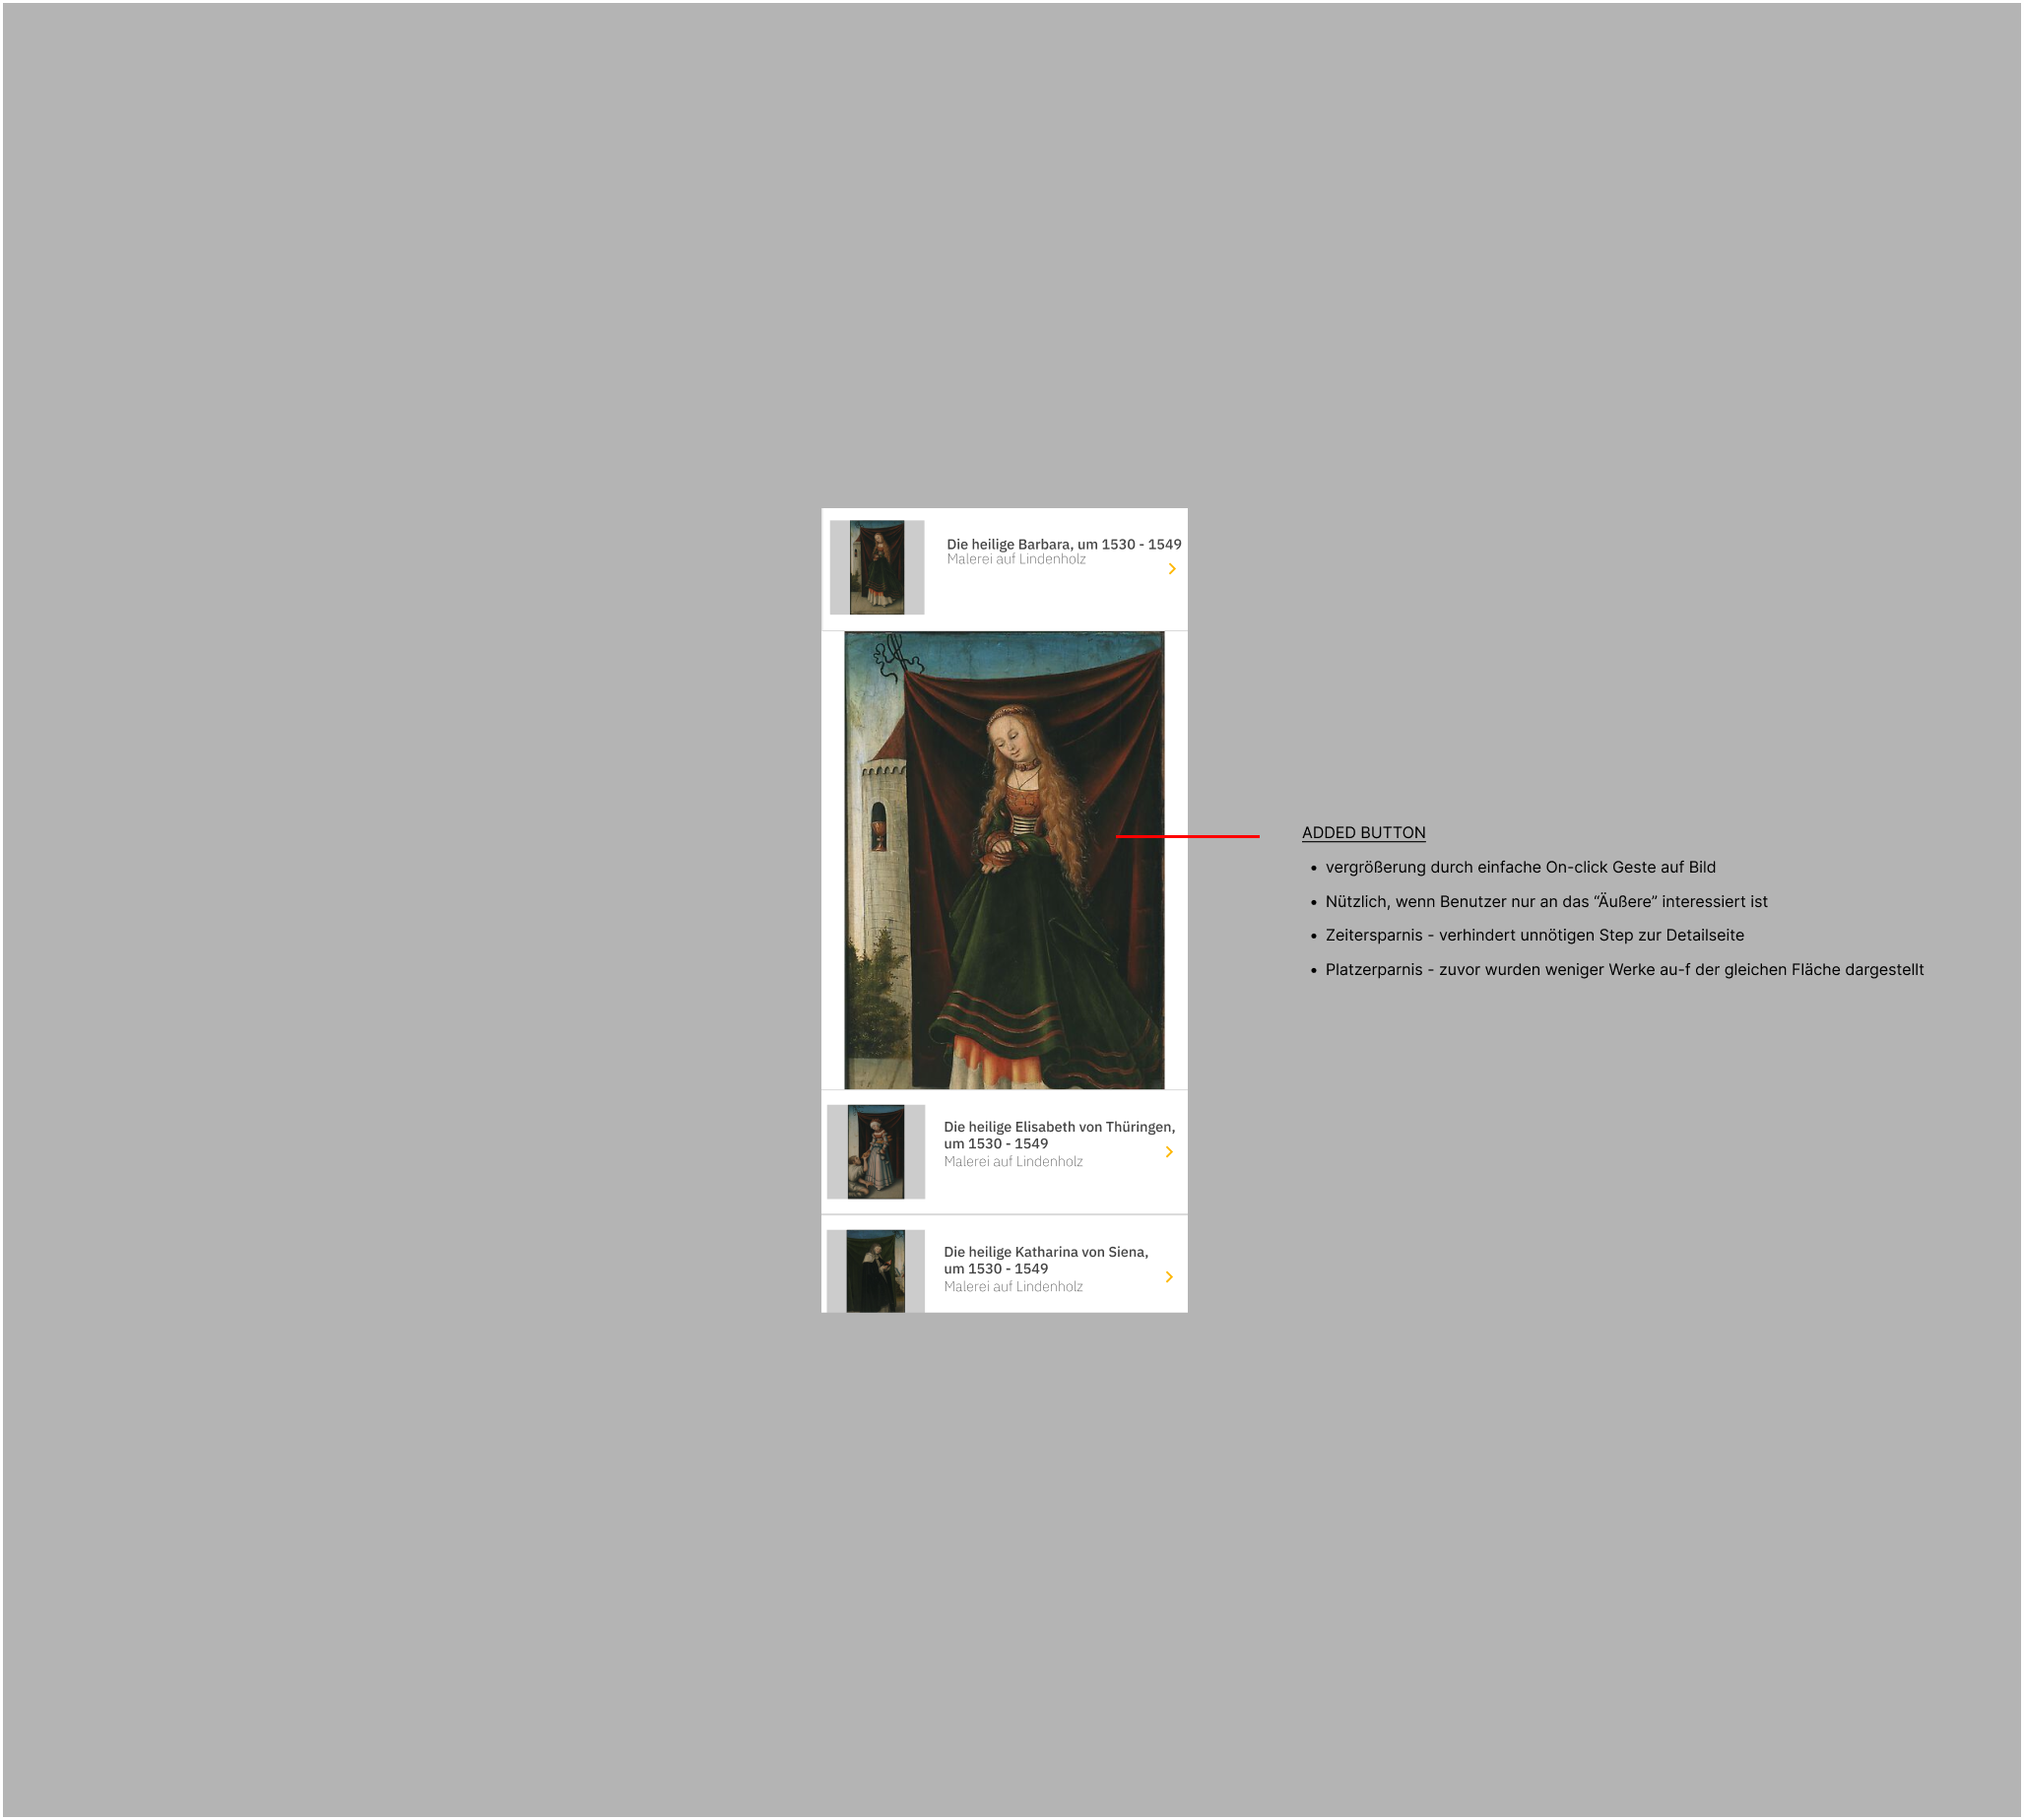 Die heilige Barbara, um 1530 - 1549
Malerei auf Lindenholz
ADDED BUTTON
• vergrößerung durch einfache On-click Geste auf Bild
• Nützlich, wenn Benutzer nur an das “Äußere” interessiert ist
• Zeitersparnis - verhindert unnötigen Step zur Detailseite
• Platzerparnis - zuvor wurden weniger Werke au-f der gleichen Fläche dargestellt
Die heilige Elisabeth von Thüringen,
um 1530 - 1549
Malerei auf Lindenholz
Die heilige Katharina von Siena,
um 1530 - 1549
Malerei auf Lindenholz